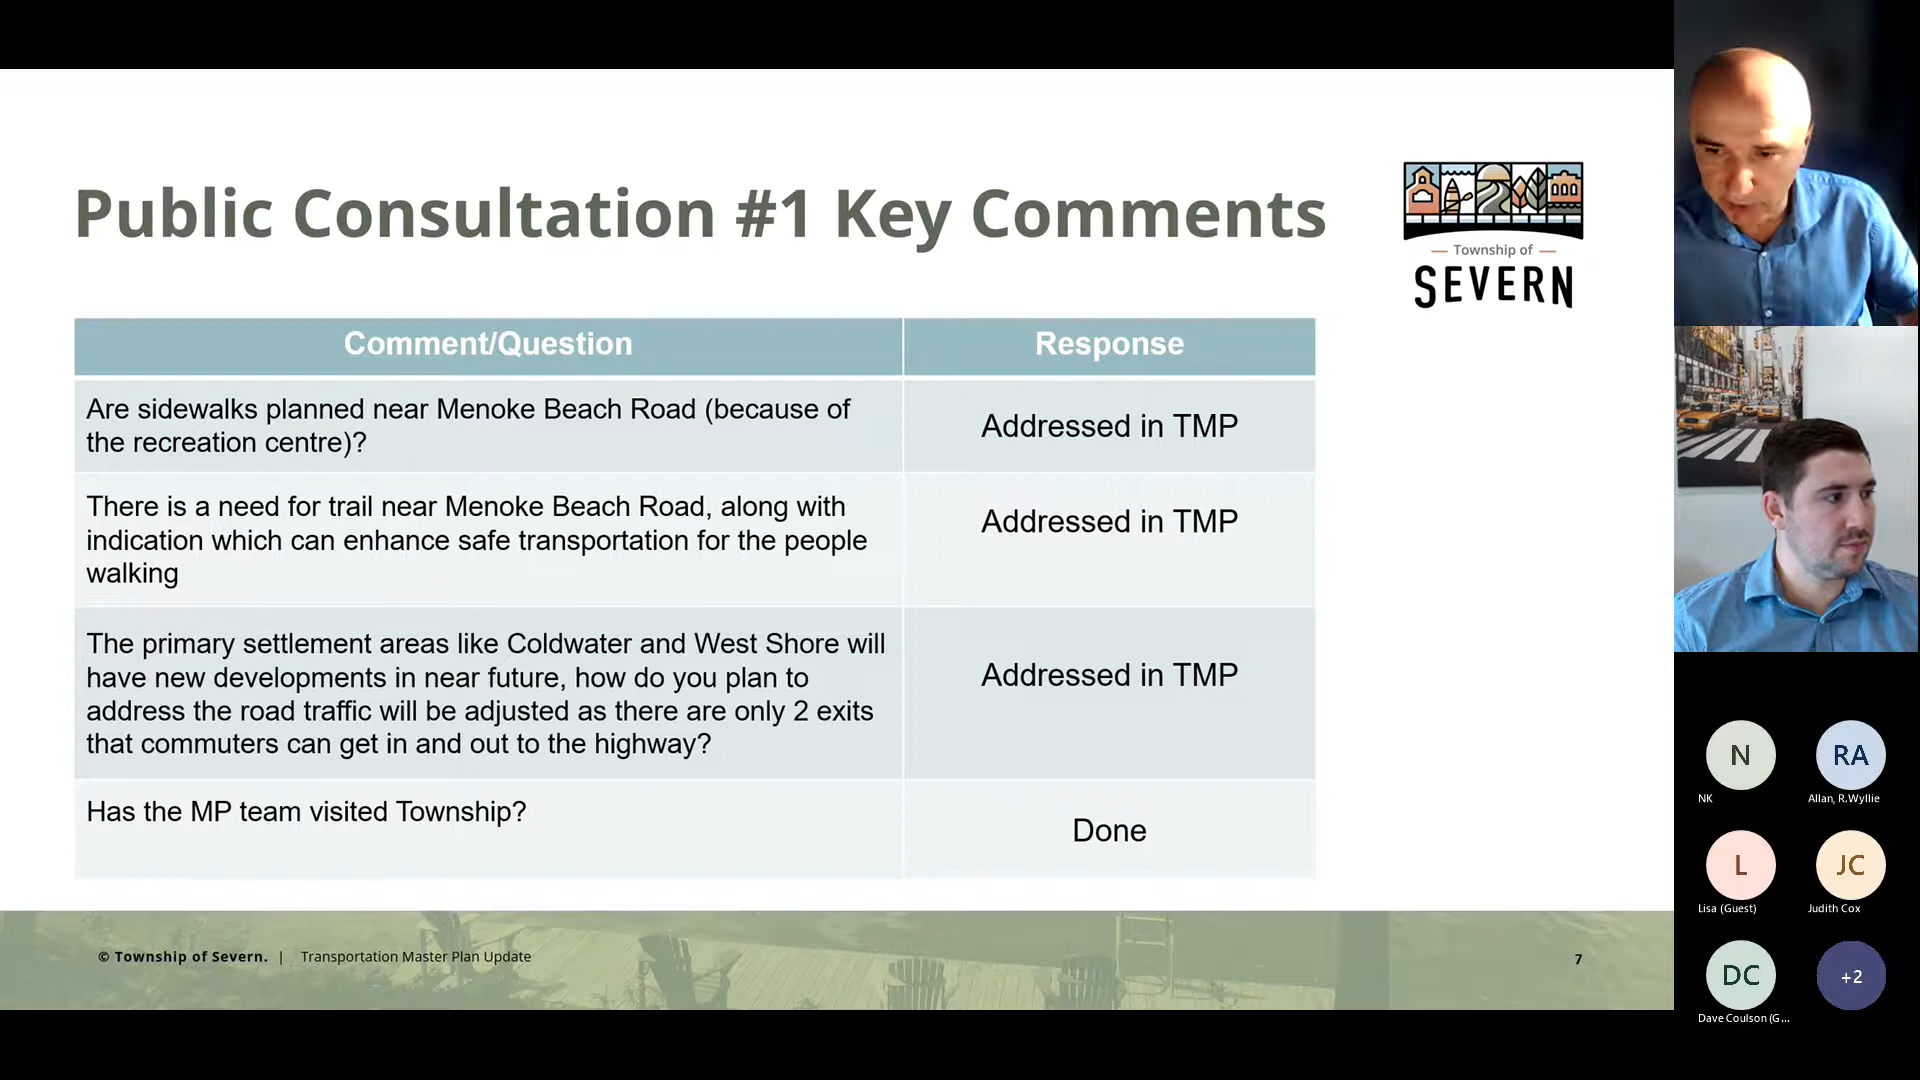 Public Consultation #1 Key Comments
Township of
SEVERN
Comment/Question
Response
Are sidewalks planned near Menoke Beach Road (because of
the recreation centre)?
Addressed in TMP
There is a need for trail near Menoke Beach Road, along with
indication which can enhance safe transportation for the people
walking
Addressed in TMP
The primary settlement areas like Coldwater and West Shore will
have new developments in near future, how do you plan to
address the road traffic will be adjusted as there are only 2 exits
that commuters can get in and out to the highway?
Addressed in TMP
Has the MP team visited Township?
Done
© Township of Severn. | Transportation Master Plan Update
7
N
NK
RA
Allan, R.Wyllie
L
Lisa (Guest)
JC
Judith Cox
DC
Dave Coulson (G...
+2